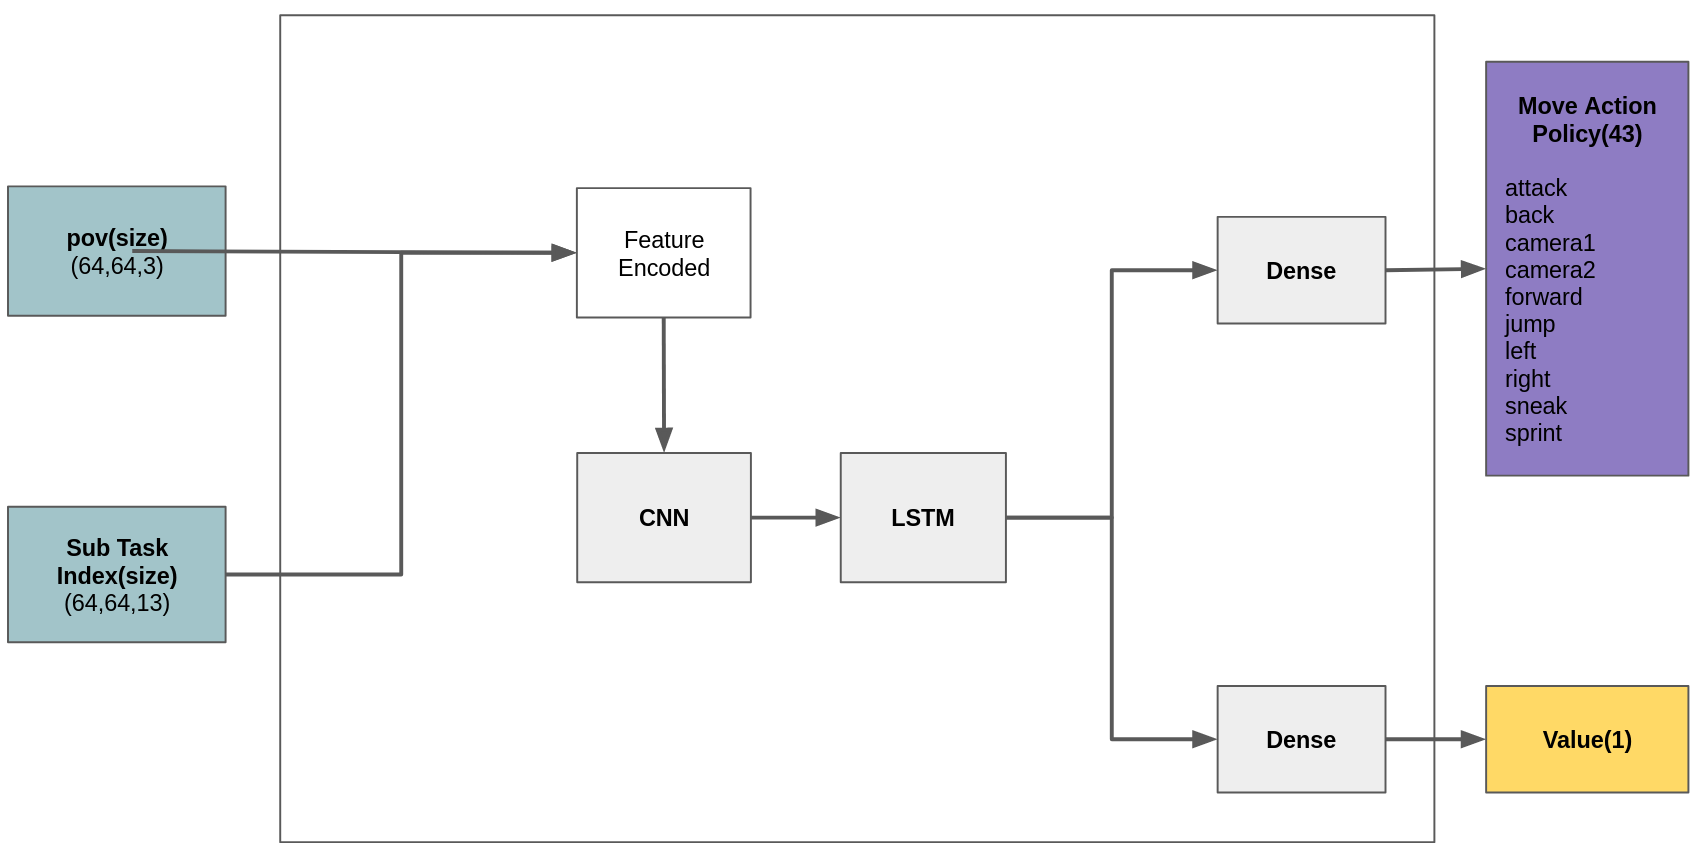 pov(size)
(64,64,3)
Sub Task
Index(size)
(64,64,13)
Feature
Encoded
CNN
LSTM
Dense
Dense
Move Action
Policy(43)
attack
back
camera1
camera2
forward
jump
left
right
sneak
sprint
Value(1)